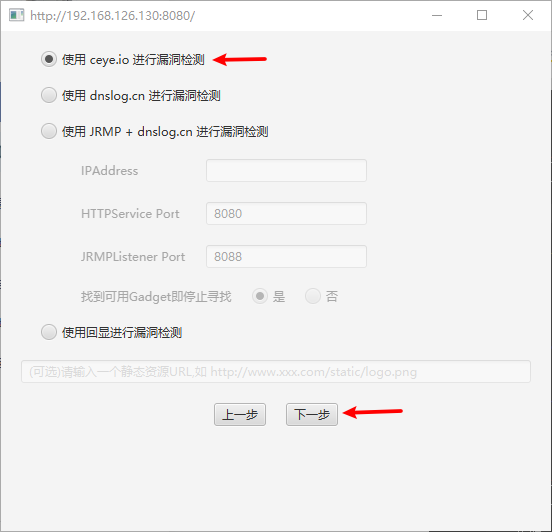 http://192.168.126.130:8080/
使用 ceye.io 进行漏洞检测
使用 dnslog.cn 进行漏洞检测
使用 JRMP + dnslog.cn 进行漏洞检测
IPAddress
HTTPService Port 8080
JRMPListener Port 8088
找到可用Gadget即停止寻找 是 否
使用回显进行漏洞检测
(可选)请输入一个静态资源URL,如 http://www.xxx.com/static/logo.png
上一步 下一步